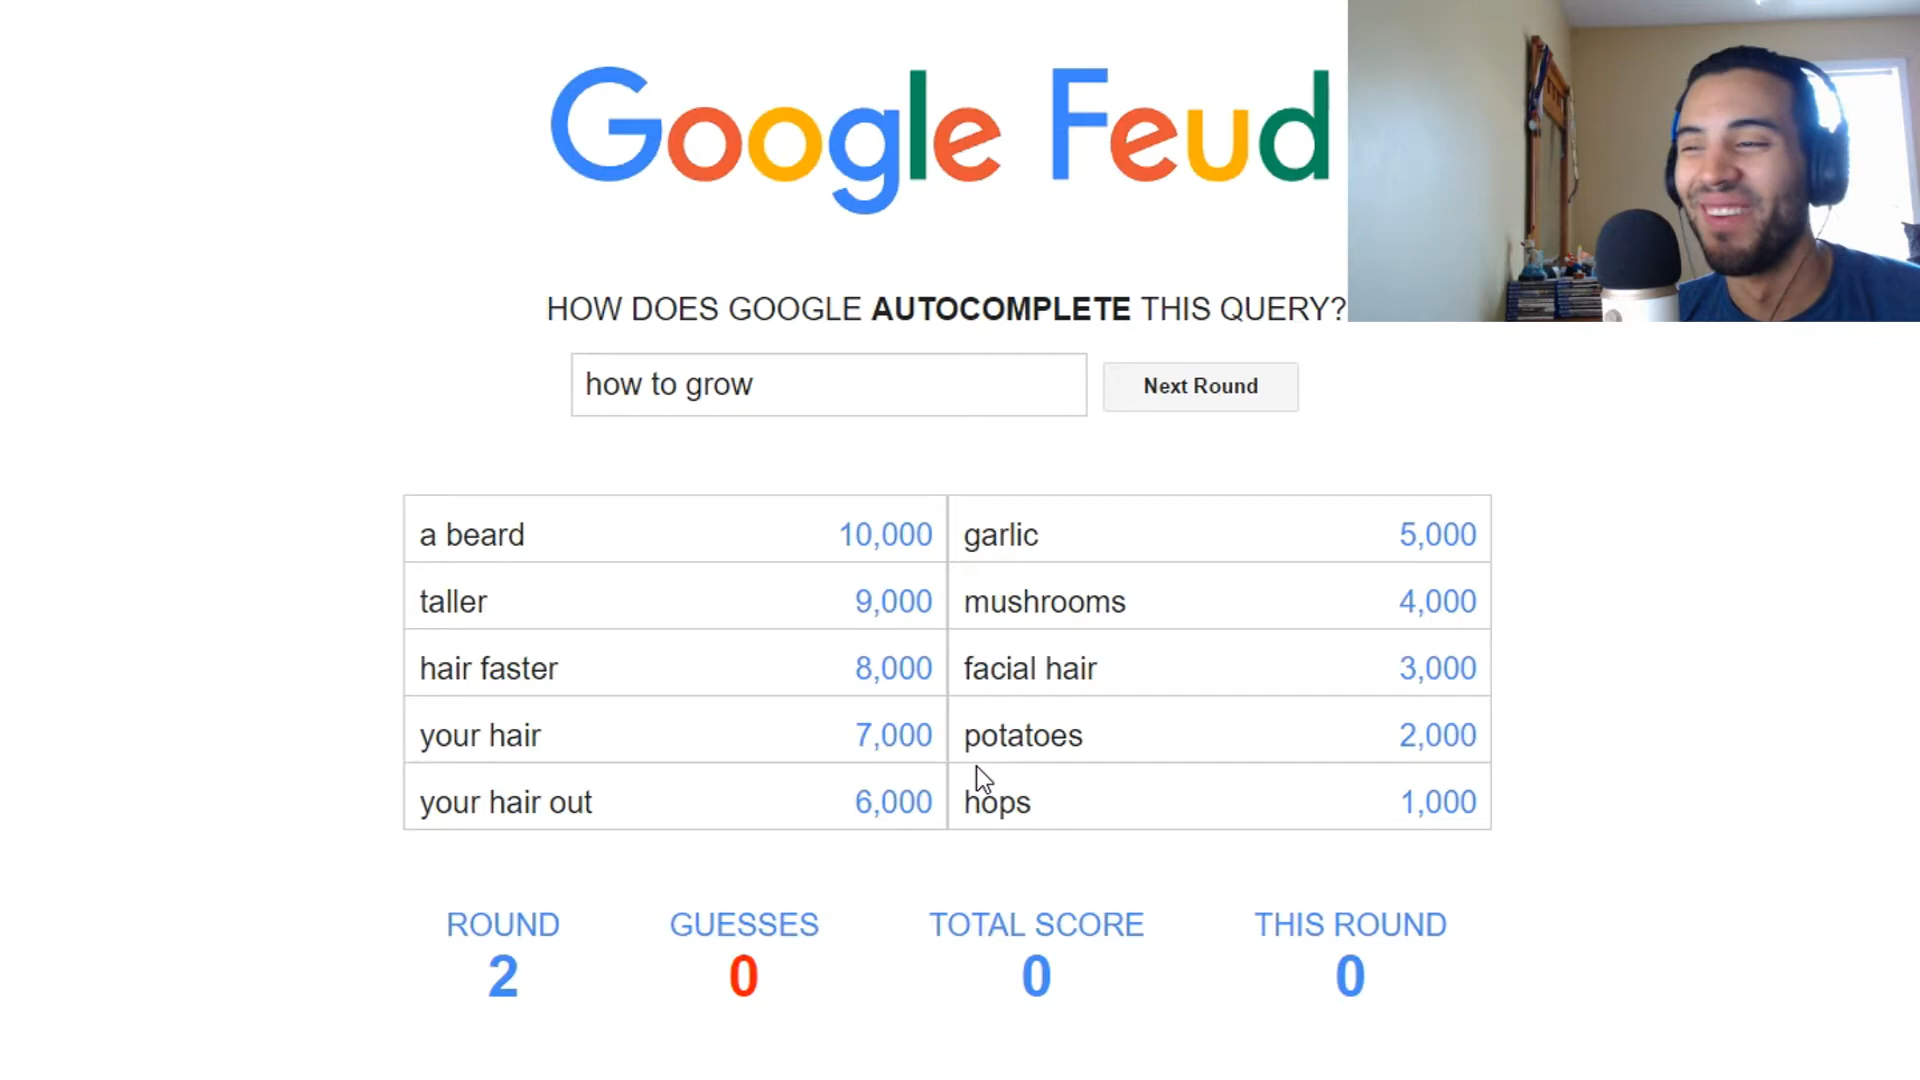 Google Feud
HOW DOES GOOGLE AUTOCOMPLETE THIS QUERY?
how to grow
Next Round
a beard 10,000 garlic 5,000
taller 9,000 mushrooms 4,000
hair faster 8,000 facial hair 3,000
your hair 7,000 potatoes 2,000
your hair out 6,000 hops 1,000
ROUND GUESSES TOTAL SCORE THIS ROUND
2 0 0 0